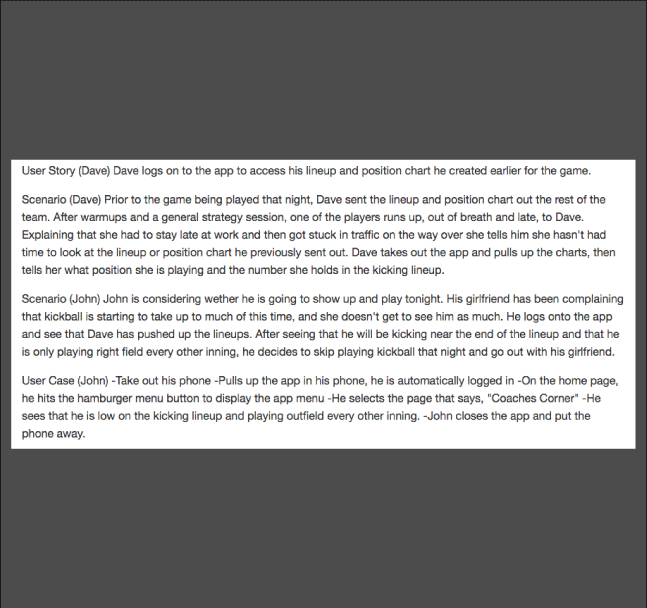 User Story (Dave) Dave logs on to the app to access his lineup and position chart he created earlier for the game.
Scenario (Dave) Prior to the game being played that night, Dave sent the lineup and position chart out the rest of the
team. After warmups and a general strategy session, one of the players runs up, out of breath and late, to Dave.
Explaining that she had to stay late at work and then got stuck in traffic on the way over she tells him she hasn't had
time to look at the lineup or position chart he previously sent out. Dave takes out the app and pulls up the charts, then
tells her what position she is playing and the number she holds in the kicking lineup.
Scenario (John) John is considering wether he is going to show up and play tonight. His girlfriend has been complaining
that kickball is starting to take up to much of this time, and she doesn't get to see him as much. He logs onto the app
and see that Dave has pushed up the lineups. After seeing that he will be kicking near the end of the lineup and that he
is only playing right field every other inning, he decides to skip playing kickball that night and go out with his girlfriend.
User Case (John) -Take out his phone -Pulls up the app in his phone, he is automatically logged in -On the home page,
he hits the hamburger menu button to display the app menu -He selects the page that says, "Coaches Corner" -He
sees that he is low on the kicking lineup and playing outfield every other inning. -John closes the app and put the
phone away.